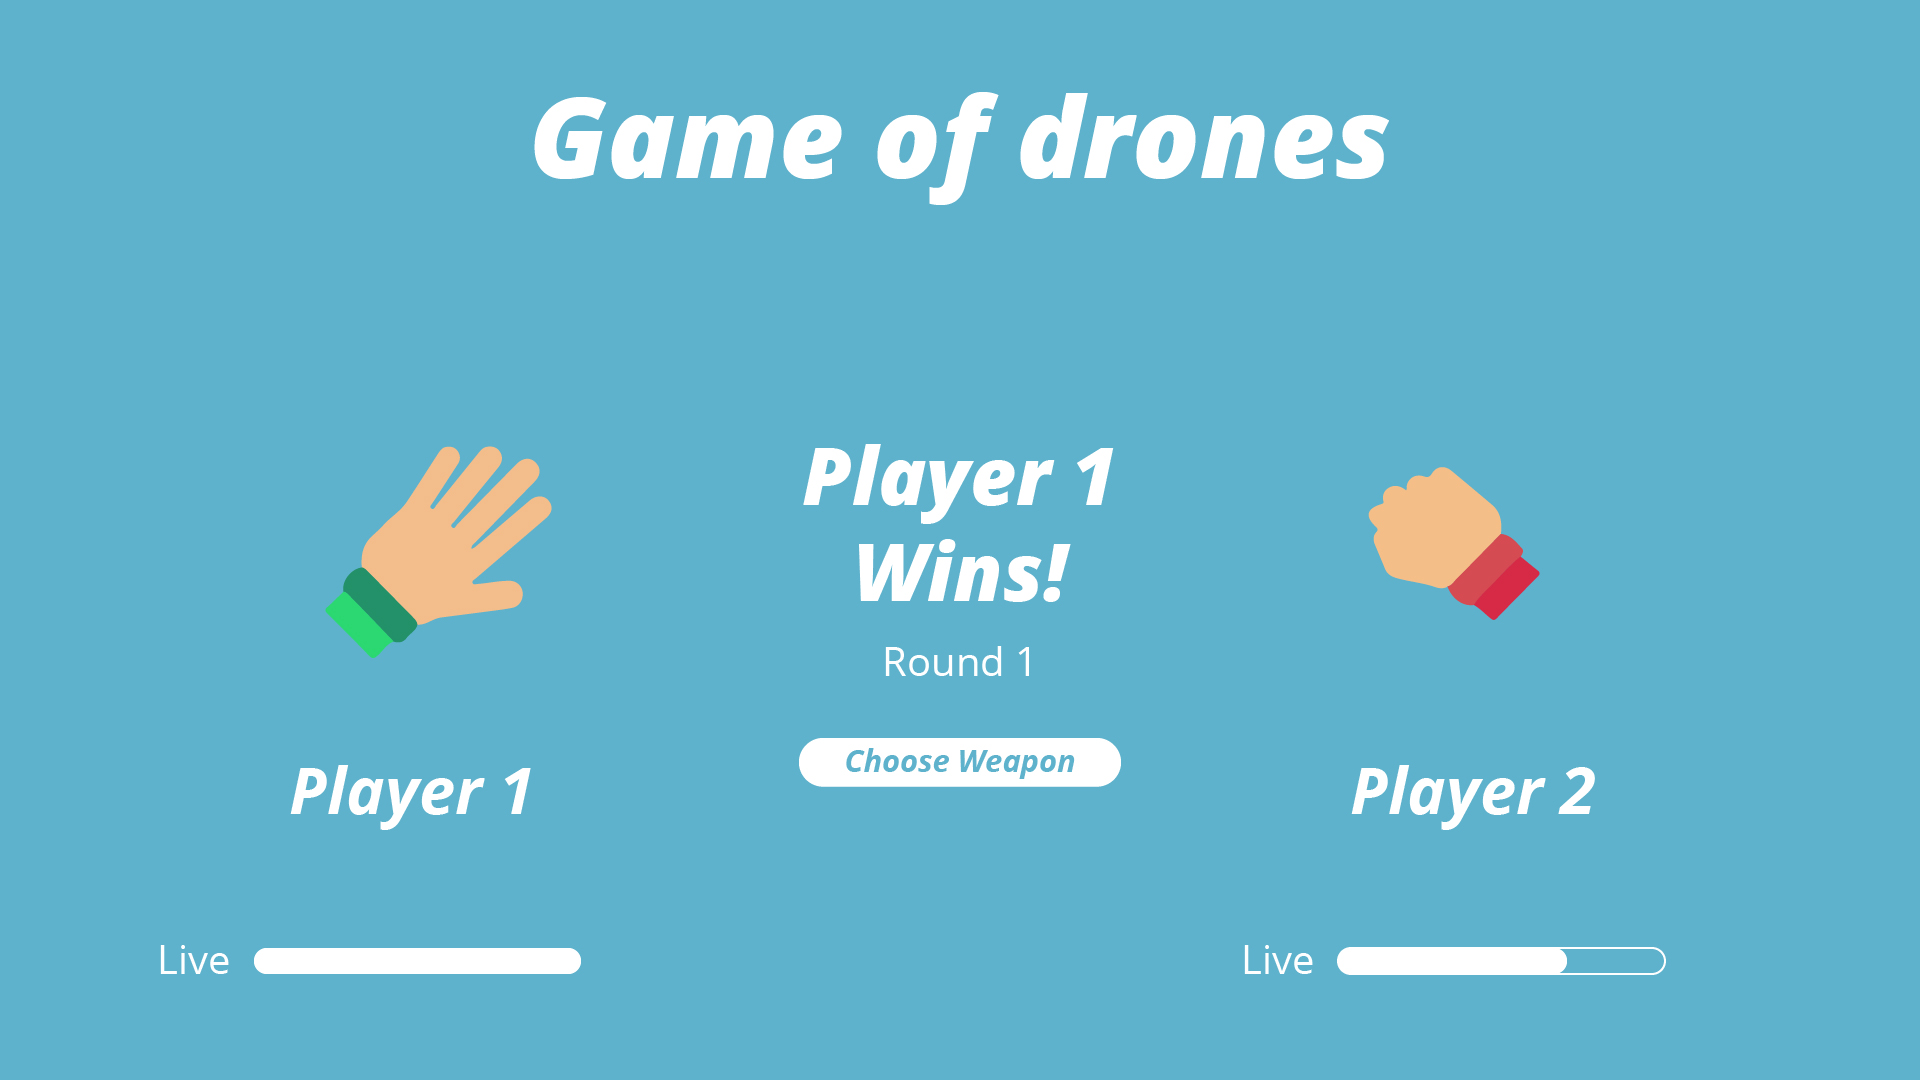 Game of drones
Player 1
Wins!
Round 1
Choose Weapon
Player 1
Player 2
Live
Live